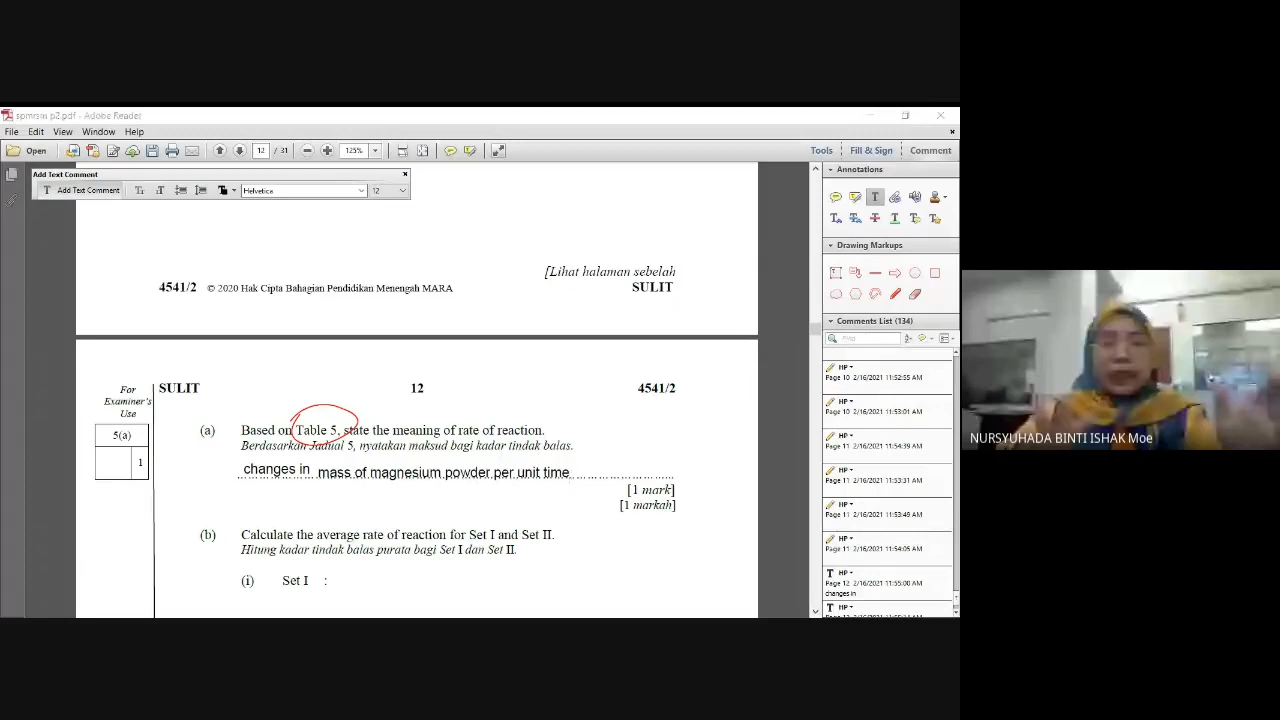 spmrsm p2.pdf - Adobe Reader
File Edit View Window Help
Open 12 / 31 125% Tools Fill & Sign Comment
Add Text Comment
Add Text Comment Helvetica 12
[Lihat halaman sebelah
4541/2 © 2020 Hak Cipta Bahagian Pendidikan Menengah MARA SULIT
For
Examiner's
Use
SULIT 12 4541/2
5(a)
1
(a) Based on Table 5, state the meaning of rate of reaction.
Berdasarkan Jadual 5, nyatakan maksud bagi kadar tindak balas.
changes in mass of magnesium powder per unit time
[1 mark]
[1 markah]
(b) Calculate the average rate of reaction for Set I and Set II.
Hitung kadar tindak balas purata bagi Set I dan Set II.
(i) Set I :
Annotations
Drawing Markups
Comments List (134)
Find
HP
Page 10 2/16/2021 11:52:55 AM
HP
Page 10 2/16/2021 11:53:01 AM
HP
Page 11 2/16/2021 11:54:39 AM
HP
Page 11 2/16/2021 11:53:31 AM
HP
Page 11 2/16/2021 11:53:49 AM
HP
Page 11 2/16/2021 11:54:05 AM
HP
Page 12 2/16/2021 11:55:00 AM
changes in
HP
NURSYUHADA BINTI ISHAK Moe